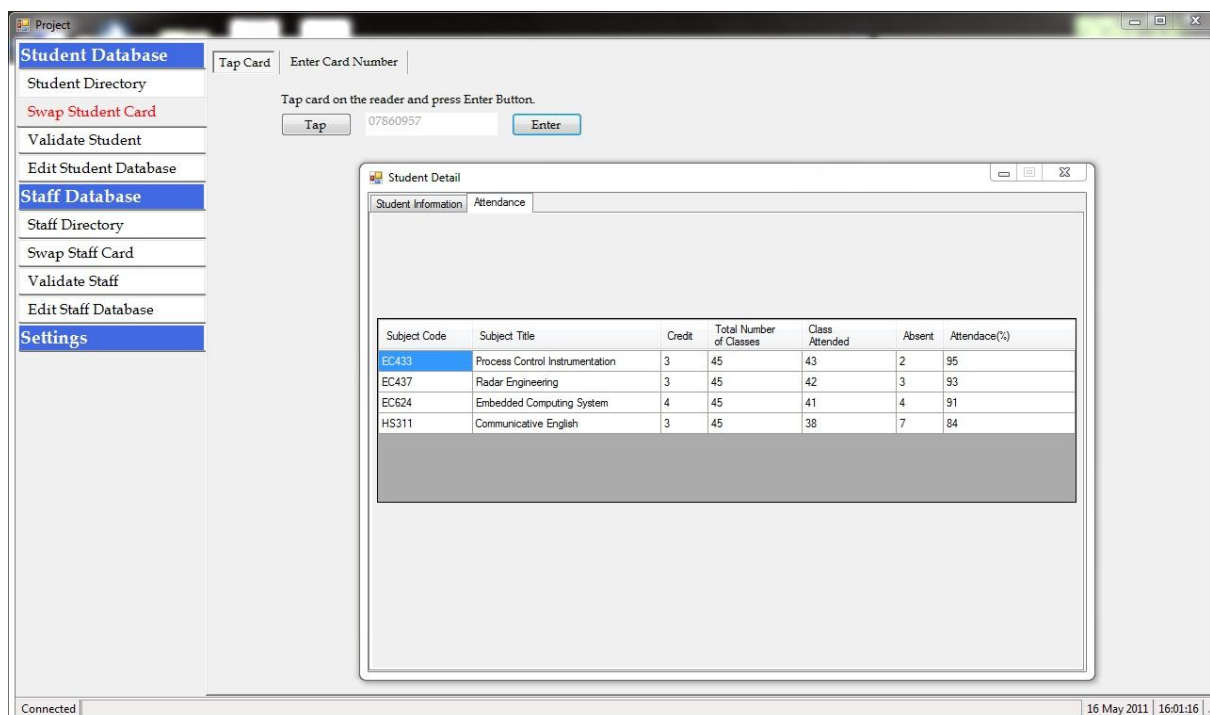 Project
Student Database
Student Directory
Swap Student Card
Validate Student
Edit Student Database
Staff Database
Staff Directory
Swap Staff Card
Validate Staff
Edit Staff Database
Settings
Tap Card Enter Card Number
Tap card on the reader and press Enter Button.
Tap 07860957 Enter
Student Detail
Student Information Attendance
Subject Code Subject Title Credit Total Number of Classes Class Attended Absent Attendace(%)
EC433 Process Control Instrumentation 3 45 43 2 95
EC437 Radar Engineering 3 45 42 3 93
EC624 Embedded Computing System 4 45 41 4 91
HS311 Communicative English 3 45 38 7 84
Connected 16 May 2011 16:01:16